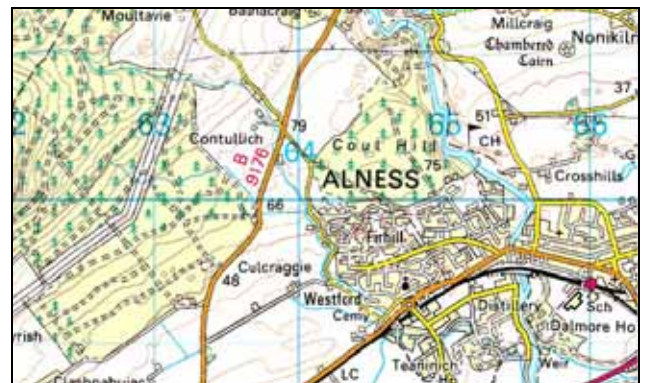 Moultavie
Millcraig
Chambered
Cairn
37
63
79
65
51
66
Contullich
64
Coul Hill
75
CH
B
9176
ALNESS
Crosshills
66
Firhill
Culcraggie
48
Westford
Cemy
Distillery
Sch
Dalmore Ho
Teaninich
Weir
LC